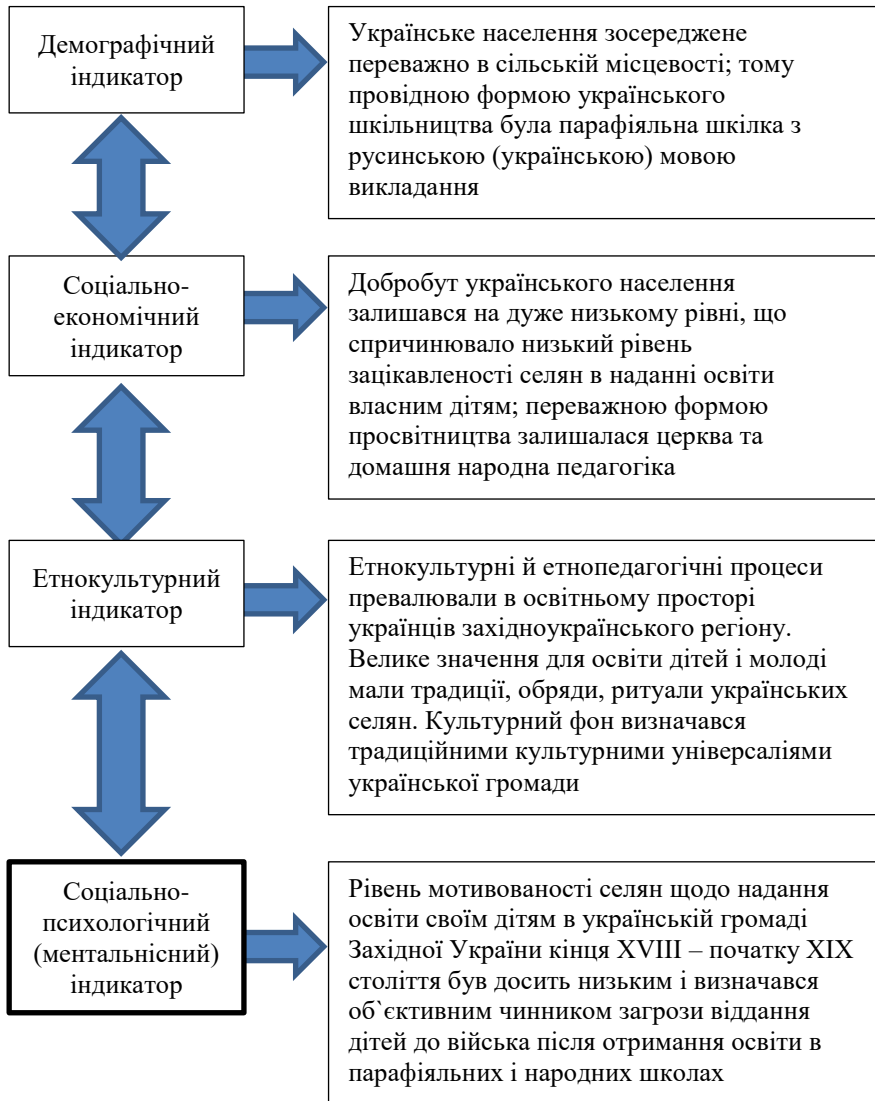 Демографічний
індикатор
Українське населення зосереджене
переважно в сільській місцевості; тому
провідною формою українського
шкільництва була парафіяльна шкілка з
русинською (українською) мовою
викладання
Соціально-
економічний
індикатор
Добробут українського населення
залишався на дуже низькому рівні, що
спричинювало низький рівень
зацікавленості селян в наданні освіти
власним дітям; переважною формою
просвітництва залишалася церква та
домашня народна педагогіка
Етнокультурний
індикатор
Етнокультурні й етнопедагогічні процеси
превалювали в освітньому просторі
українців західноукраїнського регіону.
Велике значення для освіти дітей і молоді
мали традиції, обряди, ритуали українських
селян. Культурний фон визначався
традиційними культурними універсаліями
української громади
Соціально-
психологічний
(ментальнісний)
індикатор
Рівень мотивованості селян щодо надання
освіти своїм дітям в українській громаді
Західної України кінця XVIII – початку XIX
століття був досить низьким і визначався
об`єктивним чинником загрози віддання
дітей до війська після отримання освіти в
парафіяльних і народних школах